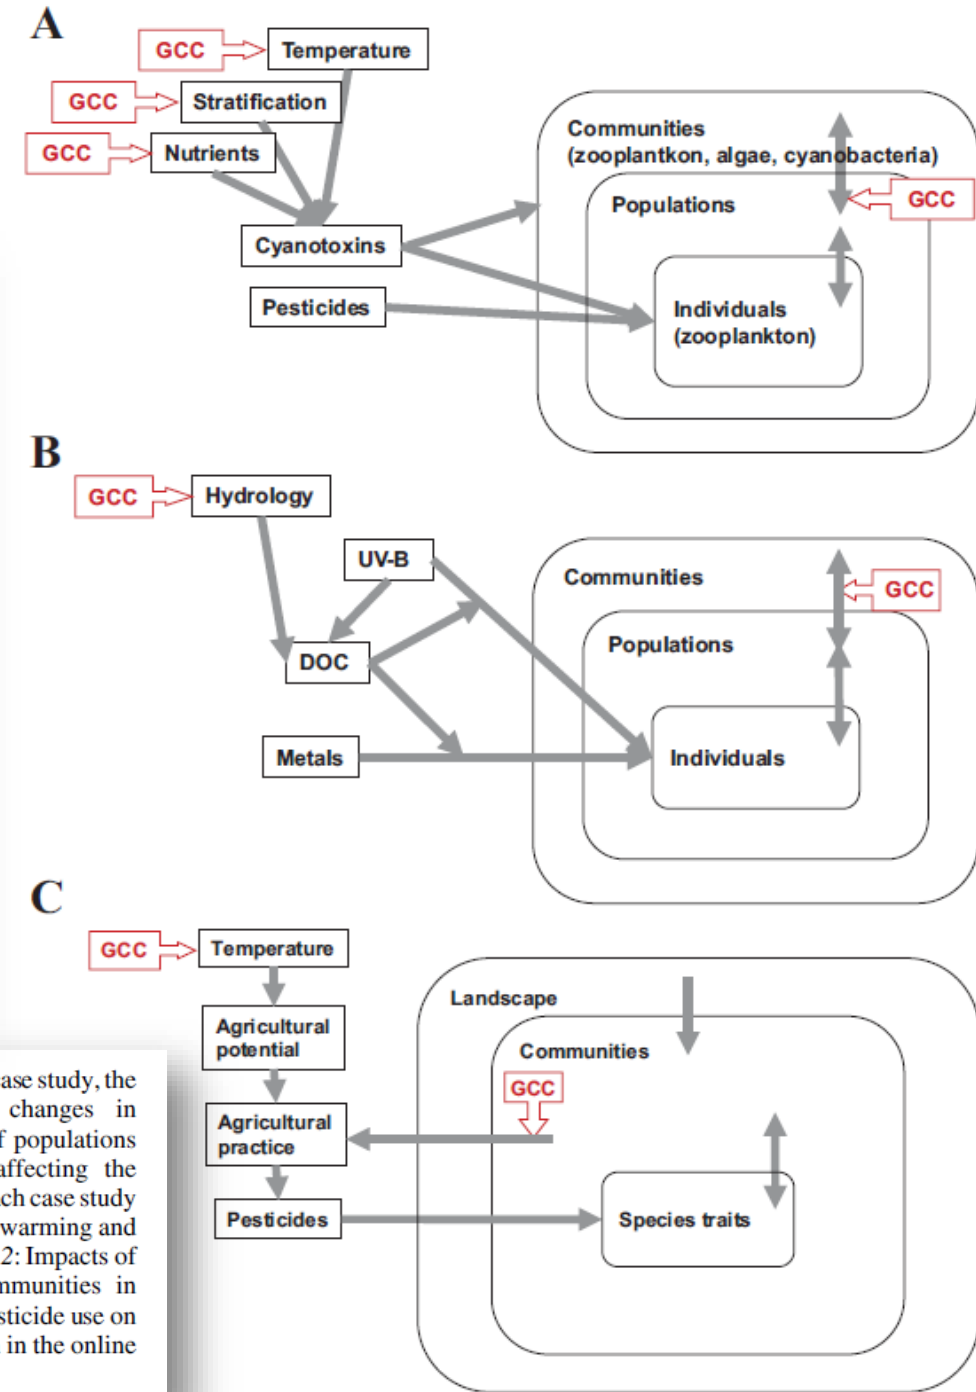 A
GCC
Temperature
GCC
Stratification
GCC
Nutrients
Cyanotoxins
Pesticides
Communities
(zooplantkon, algae, cyanobacteria)
Populations
GCC
Individuals
(zooplankton)
B
GCC
Hydrology
UV-B
DOC
Metals
Communities
GCC
Populations
Individuals
C
GCC
Temperature
Agricultural
potential
Agricultural
practice
Pesticides
Landscape
Communities
GCC
Species traits
case study, the
changes in
f populations
affecting the
ch case study
warming and
2: Impacts of
mmunities in
sticide use on
in the online